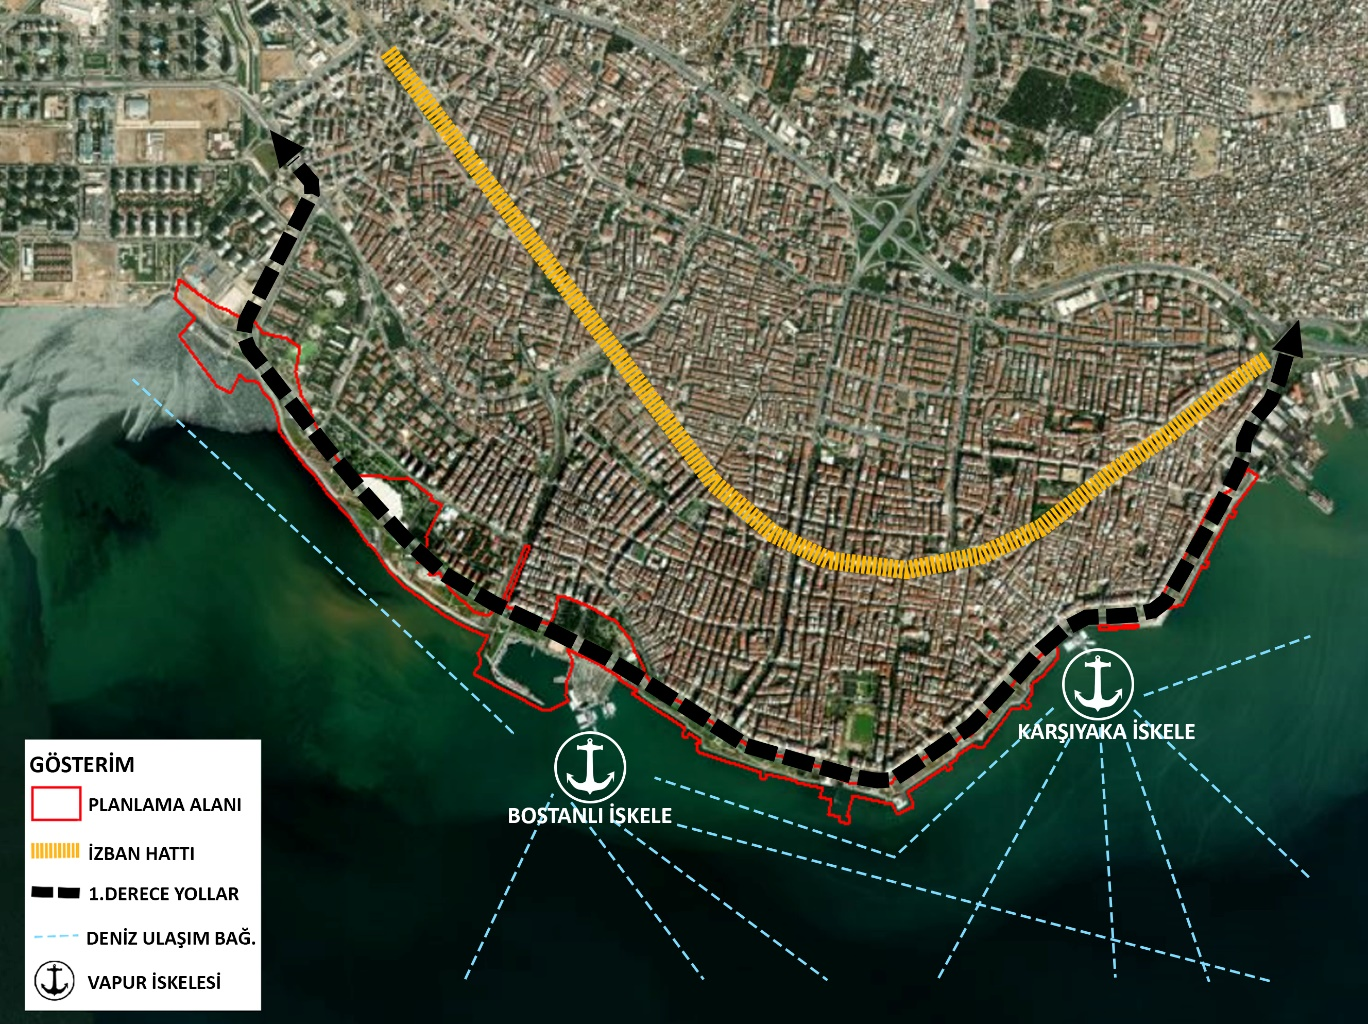 KARŞIYAKA İSKELE
BOSTANLI İSKELE
GÖSTERİM
PLANLAMA ALANI
İZBAN HATTI
1.DERECE YOLLAR
DENİZ ULAŞIM BAĞ.
VAPUR İSKELESİ